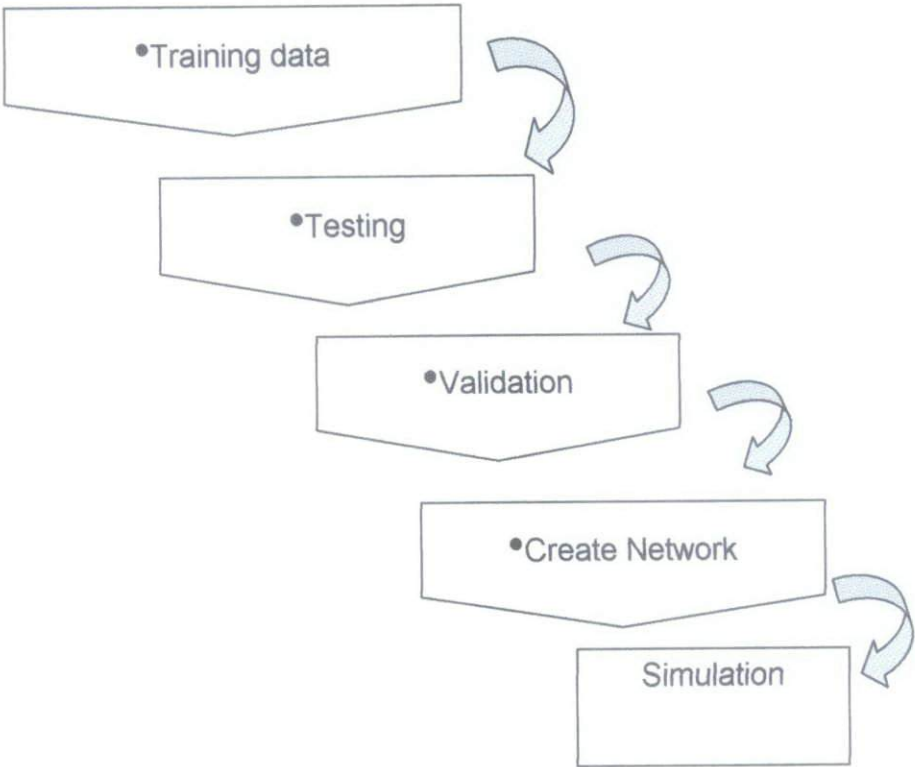 •Training data
•Testing
•Validation
•Create Network
Simulation